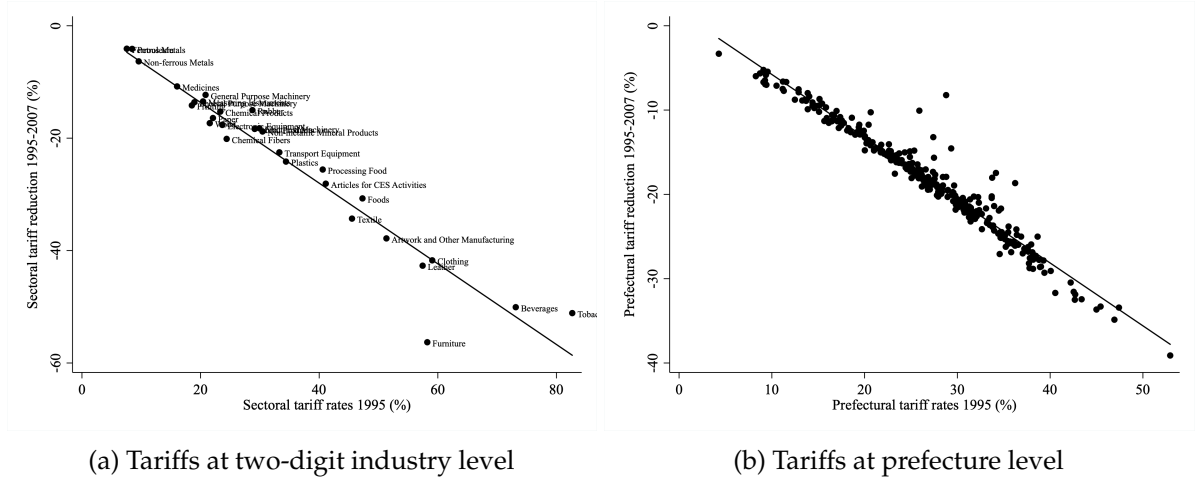 0
-20
-40
-60
Sectoral tariff reduction 1995-2007 (%)
Non-ferrous Metals
Medicines
General Purpose Machinery
Chemical Products
Rubber
Non-metallic Mineral Products
Chemical Fibers
Transport Equipment
Plastics
Processing Food
Articles for CES Activities
Foods
Textile
Artwork and Other Manufacturing
Clothing
Leather
Beverages
Furniture
0 20 40 60 80
Sectoral tariff rates 1995 (%)
(a) Tariffs at two-digit industry level
0
-10
-20
-30
-40
Prefectural tariff reduction 1995-2007 (%)
0 10 20 30 40 50
Prefectural tariff rates 1995 (%)
(b) Tariffs at prefecture level